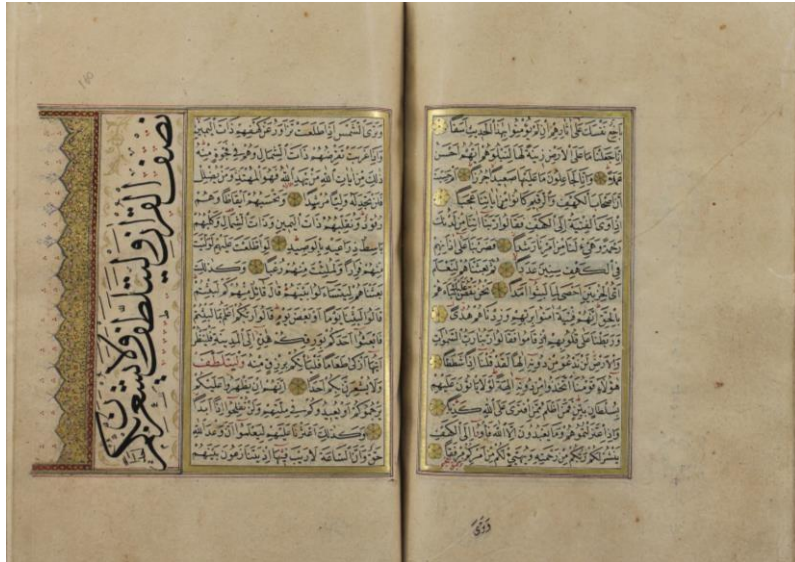 باخع نفسك على آثارهم إن لم يؤمنوا بهذا الحديث أسفا
إنا جعلنا ما على الأرض زينة لها لنبلوهم أيهم أحسن
عملا وإنا لجاعلون ما عليها صعيدا جرزا أم حسبت
أن أصحاب الكهف والرقيم كانوا من آياتنا عجبا
إذ أوى الفتية إلى الكهف فقالوا ربنا آتنا من لدنك
رحمة وهيئ لنا من أمرنا رشدا فضربنا على آذانهم
في الكهف سنين عددا ثم بعثناهم لنعلم
أي الحزبين أحصى لما لبثوا أمدا نحن نقص عليك نبأهم
بالحق إنهم فتية آمنوا بربهم وزدناهم هدى
وربطنا على قلوبهم إذ قاموا فقالوا ربنا رب السموات
والأرض لن ندعو من دونه إلها لقد قلنا إذا شططا
هؤلاء قومنا اتخذوا من دونه آلهة لولا يأتون عليهم
بسلطان بين فمن أظلم ممن افترى على الله كذبا
وإذ اعتزلتموهم وما يعبدون إلا الله فأووا إلى الكهف
ينشر لكم ربكم من رحمته ويهيئ لكم من أمركم مرفقا
وترى
وترى الشمس إذا طلعت تزاور عن كهفهم ذات اليمين
وإذا غربت تقرضهم ذات الشمال وهم في فجوة منه
ذلك من آيات الله من يهد الله فهو المهتد ومن يضلل
فلن تجد له وليا مرشدا وتحسبهم أيقاظا وهم
رقود ونقلبهم ذات اليمين وذات الشمال وكلبهم
باسط ذراعيه بالوصيد لو اطلعت عليهم لوليت
منهم فرارا ولملئت منهم رعبا وكذلك
بعثناهم ليتساءلوا بينهم قال قائل منهم كم لبثتم
قالوا لبثنا يوما أو بعض يوم قالوا ربكم أعلم بما لبثتم
فابعثوا أحدكم بورقكم هذه إلى المدينة فلينظر
أيها أزكى طعاما فليأتكم برزق منه وليتلطف
ولا يشعرن بكم أحدا إنهم إن يظهروا عليكم
يرجموكم أو يعيدوكم في ملتهم ولن تفلحوا إذا أبدا
وكذلك أعثرنا عليهم ليعلموا أن وعد الله
حق وأن الساعة لا ريب فيها إذ يتنازعون بينهم
نصف القرآن وليتلطف ولا يشعرن بكم
160